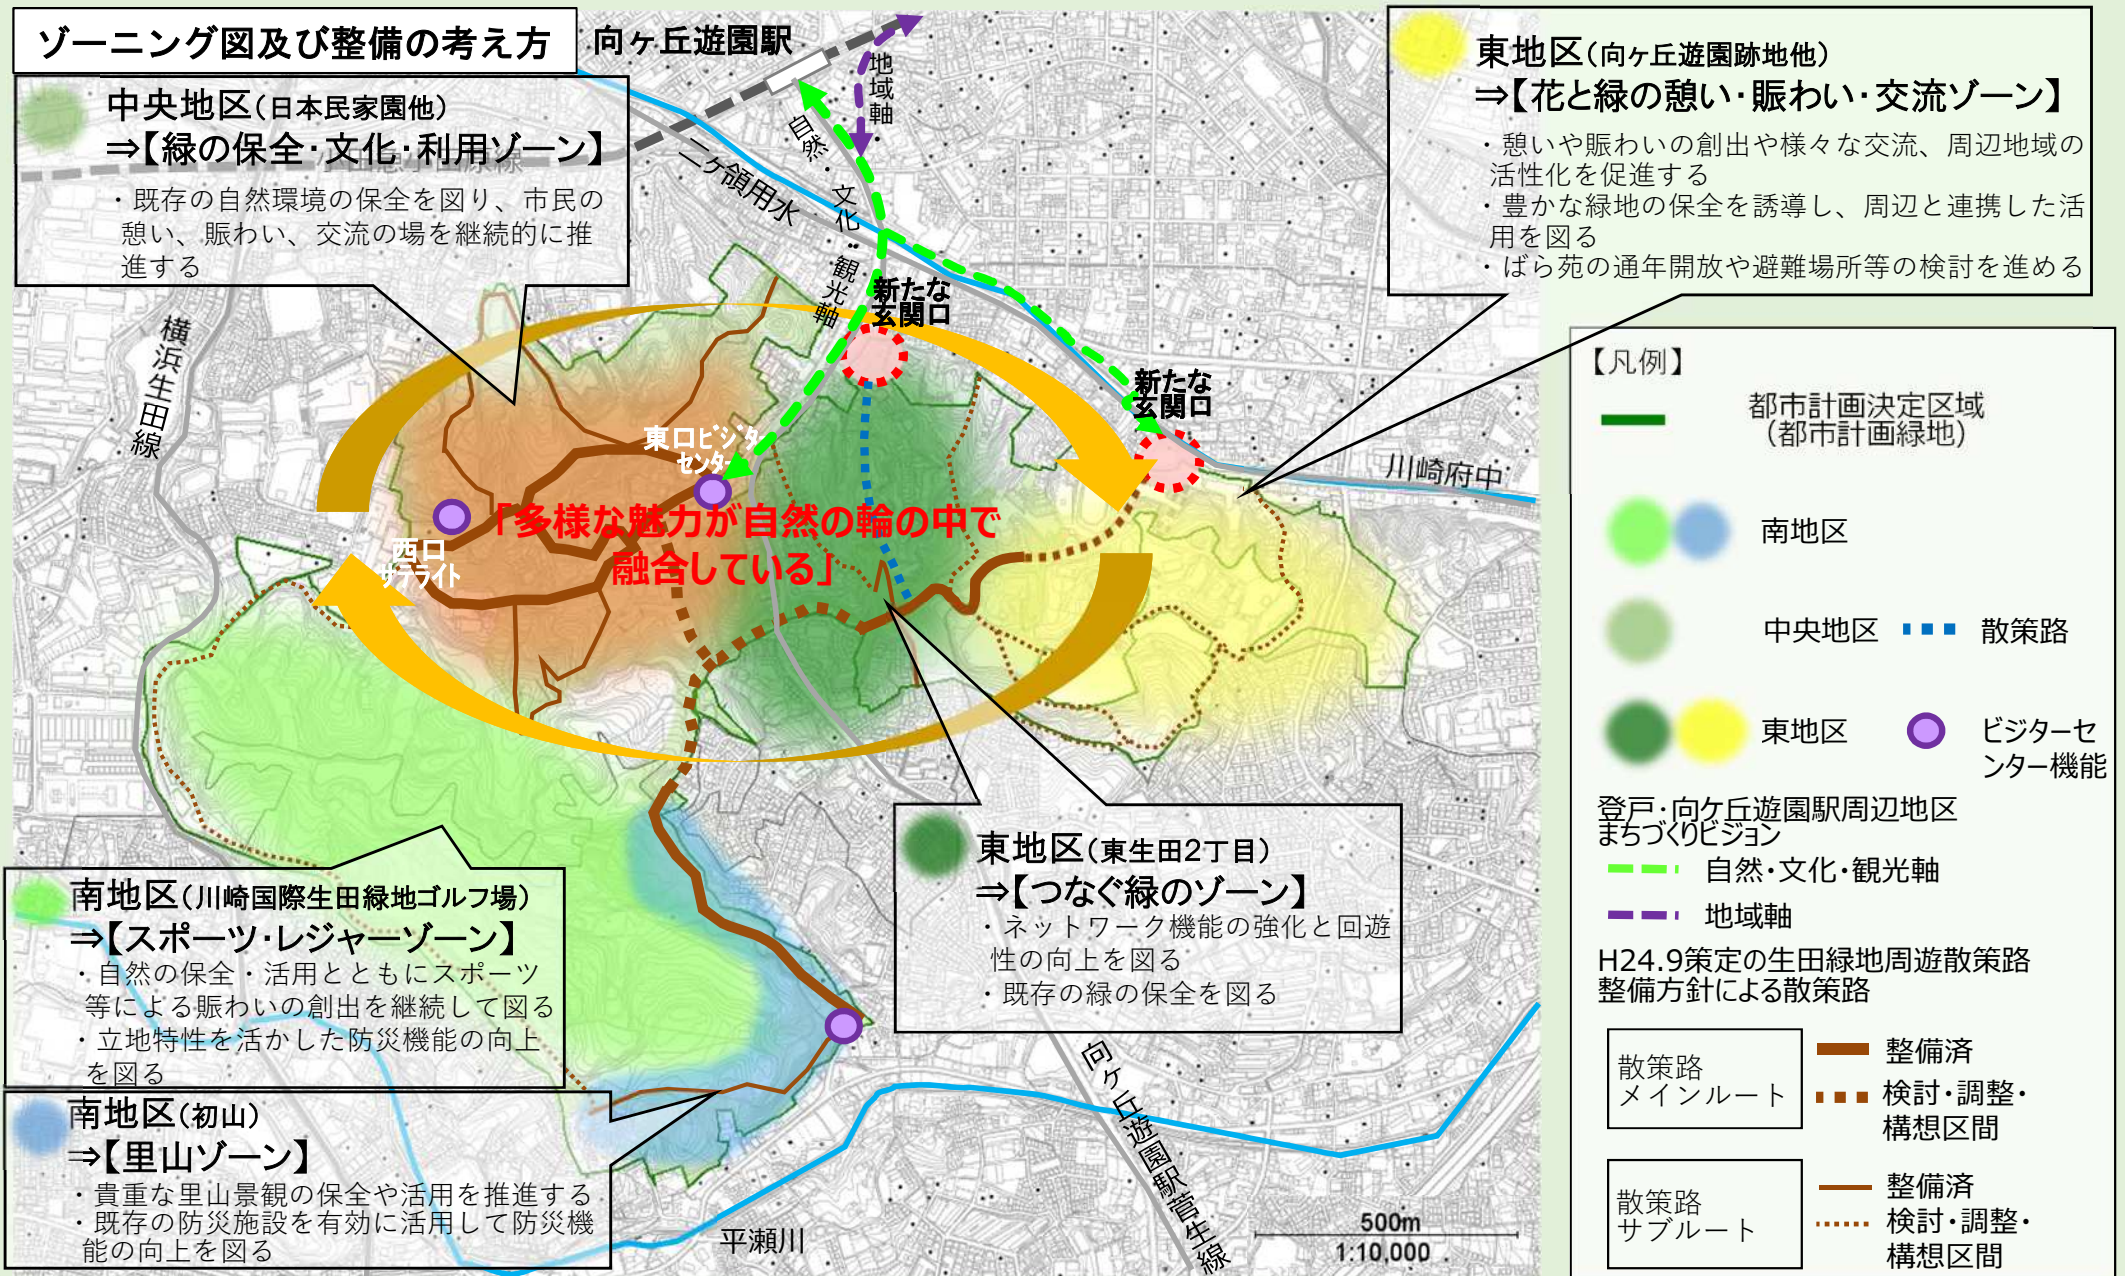 ゾーニング図及び整備の考え方
向ヶ丘遊園駅
地域軸
中央地区(日本民家園他)
⇒【緑の保全・文化・利用ゾーン】
・既存の自然環境の保全を図り、市民の
憩い、賑わい、交流の場を継続的に推
進する
東地区(向ヶ丘遊園跡地他)
⇒【花と緑の憩い・賑わい・交流ゾーン】
・憩いや賑わいの創出や様々な交流、周辺地域の
活性化を促進する
・豊かな緑地の保全を誘導し、周辺と連携した活
用を図る
・ばら苑の通年開放や避難場所等の検討を進める
二ヶ領用水
自然・文化・観光軸
新たな
玄関口
新たな
玄関口
横浜生田線
川崎府中
東口ビジター
センター
西口
サテライト
「多様な魅力が自然の輪の中で
融合している」
東地区(東生田2丁目)
⇒【つなぐ緑のゾーン】
・ネットワーク機能の強化と回遊
性の向上を図る
・既存の緑の保全を図る
南地区(川崎国際生田緑地ゴルフ場)
⇒【スポーツ・レジャーゾーン】
・自然の保全・活用とともにスポーツ
等による賑わいの創出を継続して図る
・立地特性を活かした防災機能の向上
を図る
南地区(初山)
⇒【里山ゾーン】
・貴重な里山景観の保全や活用を推進する
・既存の防災施設を有効に活用して防災機
能の向上を図る
平瀬川
向ヶ丘遊園駅菅生線
500m
1:10,000
【凡例】
都市計画決定区域
(都市計画緑地)
南地区
中央地区
散策路
東地区
ビジターセ
ンター機能
登戸・向ケ丘遊園駅周辺地区
まちづくりビジョン
自然・文化・観光軸
地域軸
H24.9策定の生田緑地周遊散策路
整備方針による散策路
散策路
メインルート
整備済
検討・調整・
構想区間
散策路
サブルート
整備済
検討・調整・
構想区間